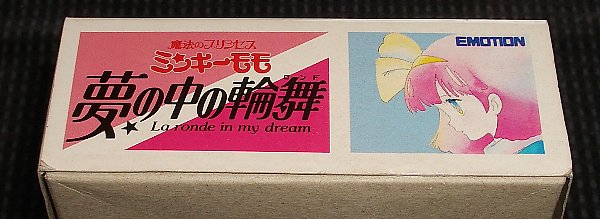 魔法のプリンセス
ミンキーモモ
夢の中の輪舞
ロンド
La ronde in my dream
EMOTION